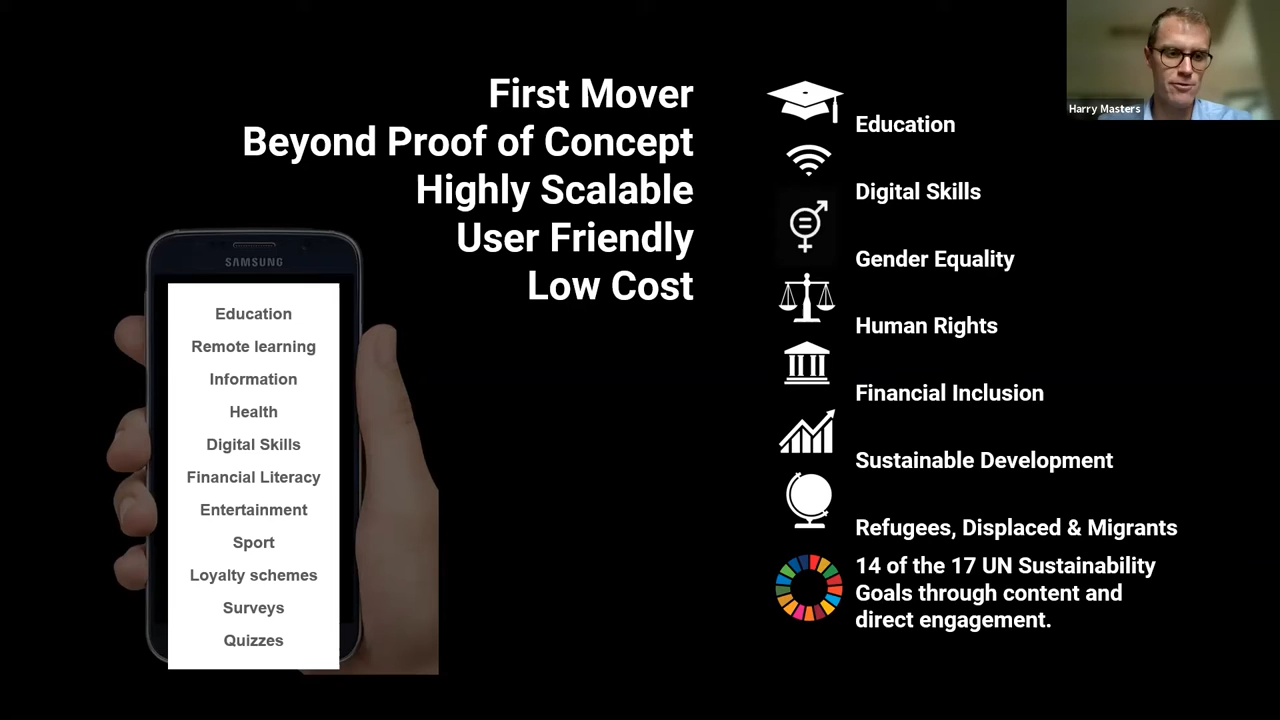 First Mover
Beyond Proof of Concept
Highly Scalable
User Friendly
Low Cost
SAMSUNG
Education
Remote learning
Information
Health
Digital Skills
Financial Literacy
Entertainment
Sport
Loyalty schemes
Surveys
Quizzes
Education
Digital Skills
Gender Equality
Human Rights
Financial Inclusion
Sustainable Development
Refugees, Displaced & Migrants
14 of the 17 UN Sustainability
Goals through content and
direct engagement.
Harry Masters